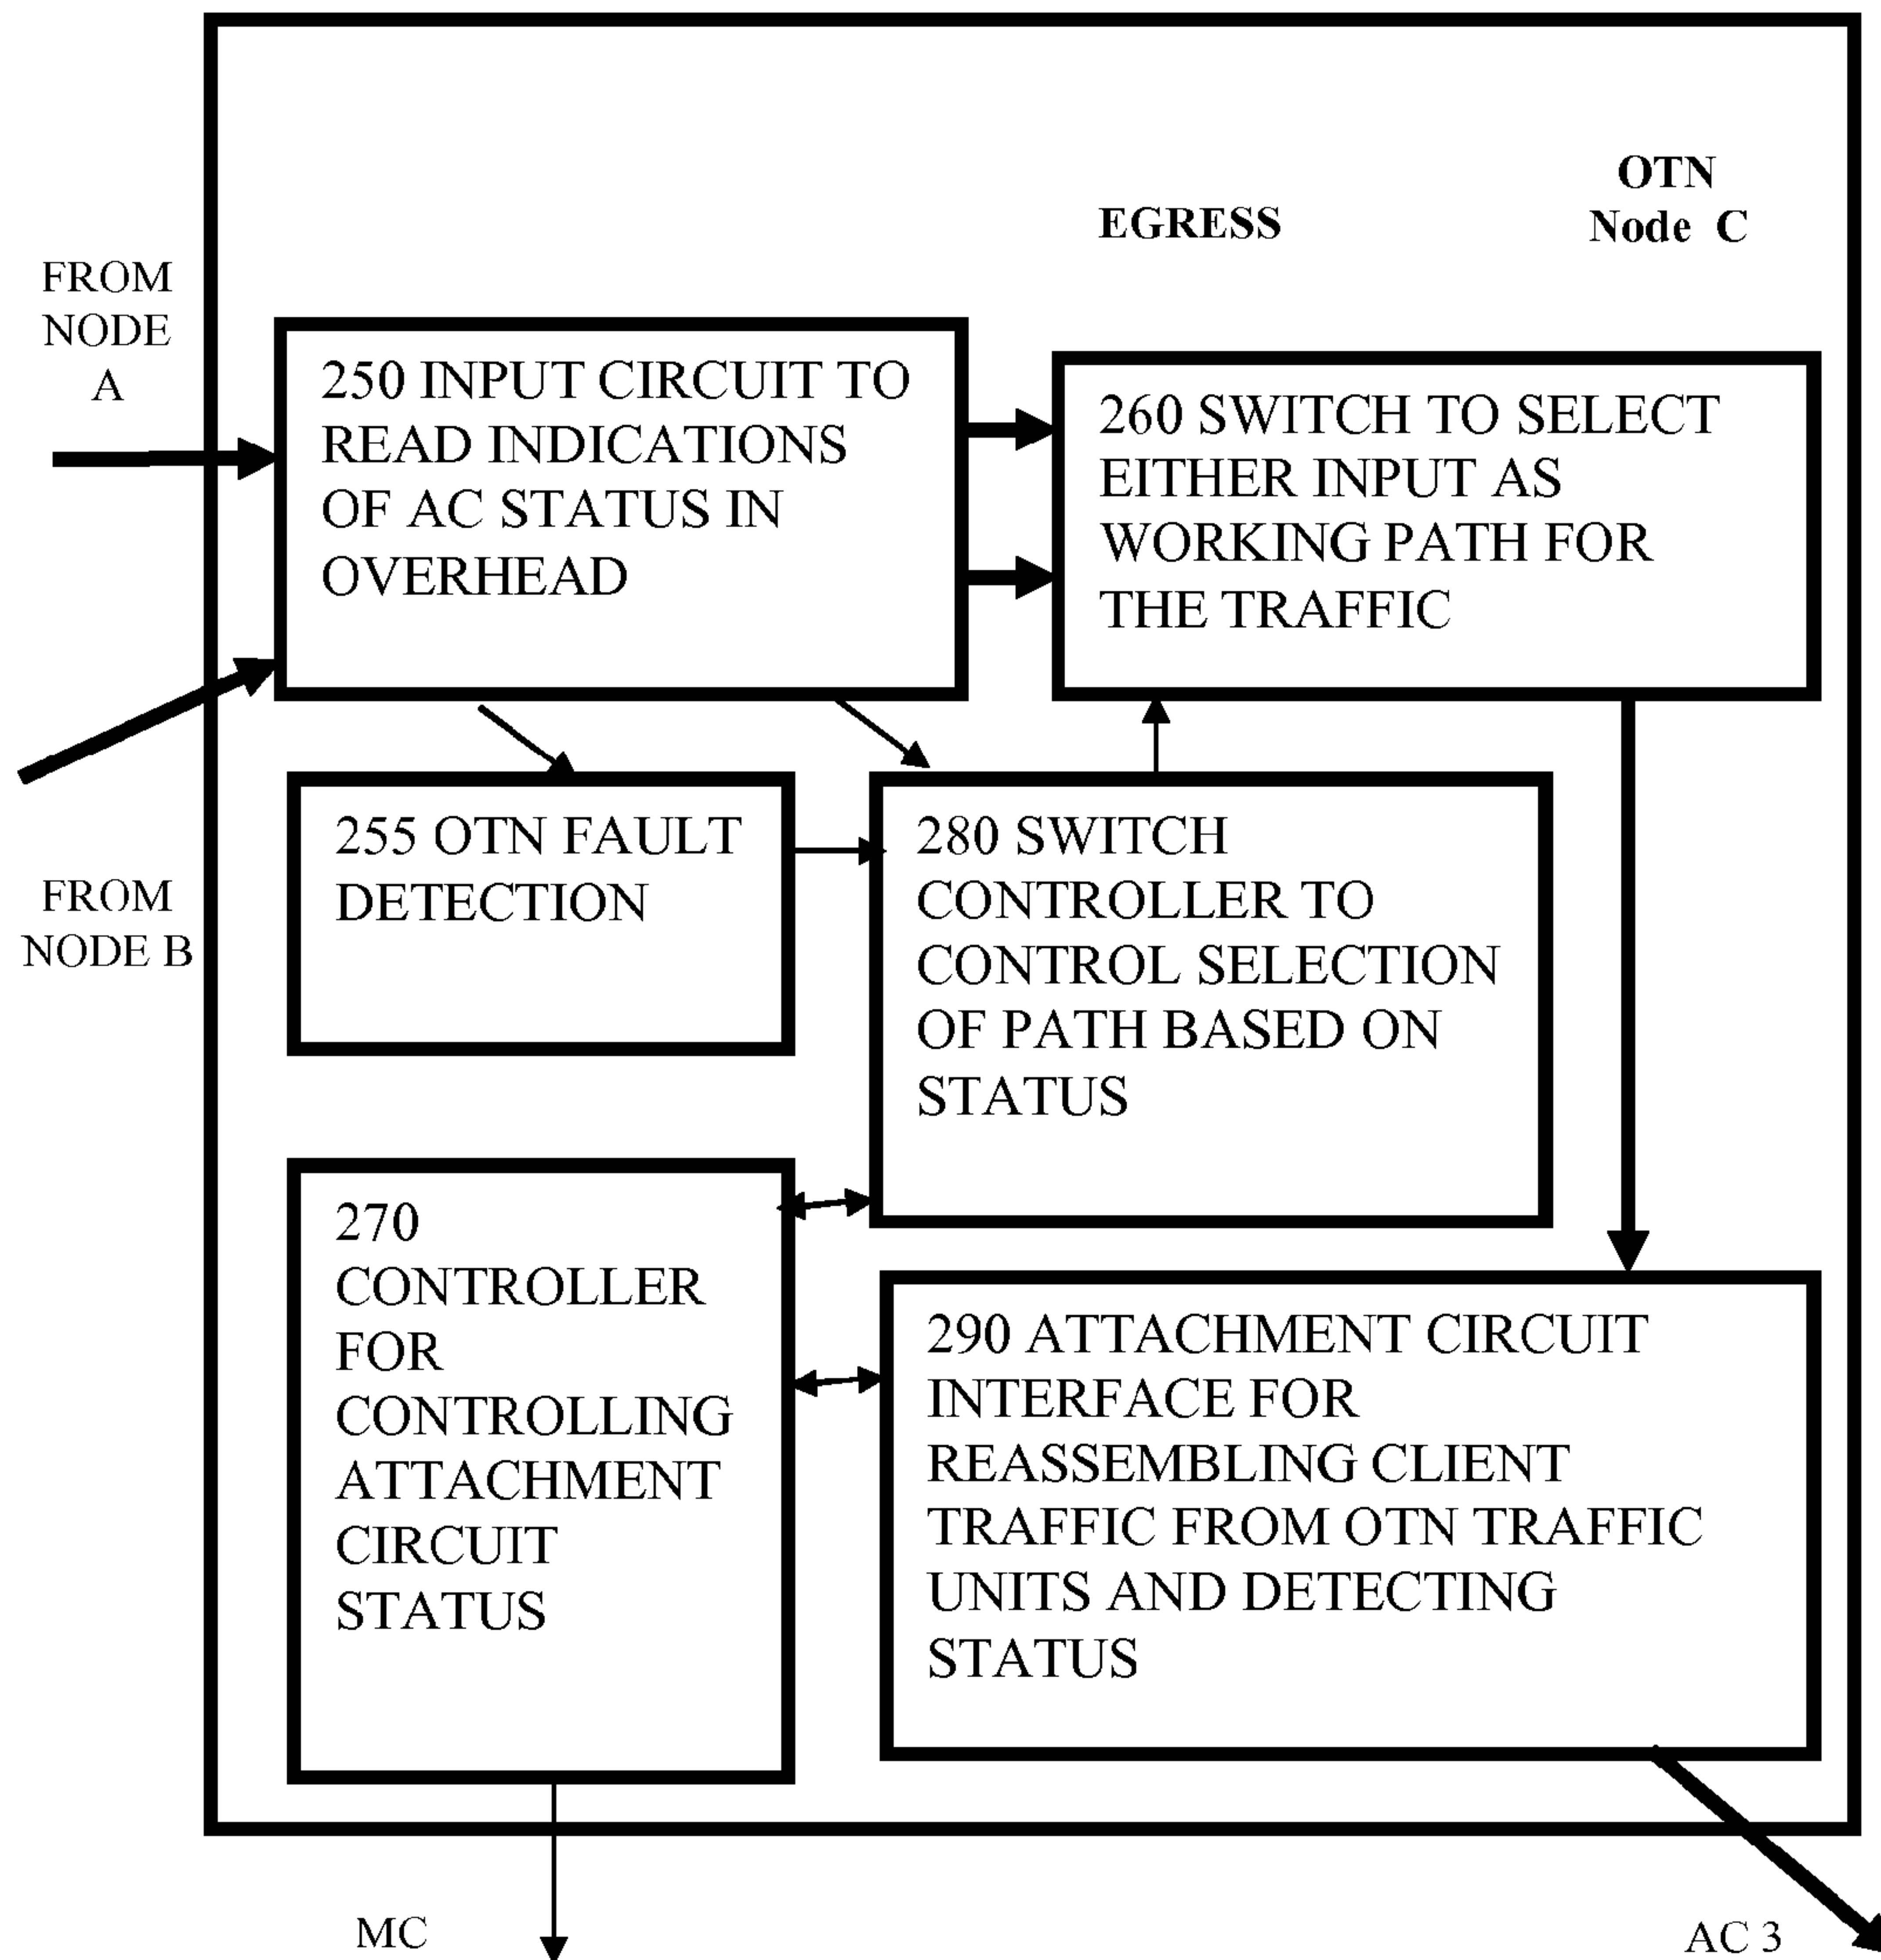 OTN
Node C
EGRESS
FROM
NODE
A
250 INPUT CIRCUIT TO
READ INDICATIONS
OF AC STATUS IN
OVERHEAD
260 SWITCH TO SELECT
EITHER INPUT AS
WORKING PATH FOR
THE TRAFFIC
FROM
NODE B
255 OTN FAULT
DETECTION
280 SWITCH
CONTROLLER TO
CONTROL SELECTION
OF PATH BASED ON
STATUS
270
CONTROLLER
FOR
CONTROLLING
ATTACHMENT
CIRCUIT
STATUS
290 ATTACHMENT CIRCUIT
INTERFACE FOR
REASSEMBLING CLIENT
TRAFFIC FROM OTN TRAFFIC
UNITS AND DETECTING
STATUS
MC
AC 3